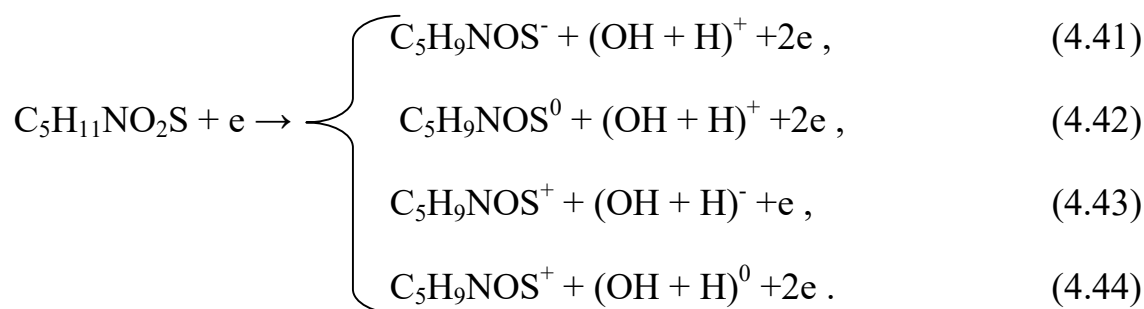 C₅H₉NOS⁻ + (OH + H)⁺ +2e , (4.41)
C₅H₁₁NO₂S + e → C₅H₉NOS⁰ + (OH + H)⁺ +2e , (4.42)
C₅H₉NOS⁺ + (OH + H)⁻ +e , (4.43)
C₅H₉NOS⁺ + (OH + H)⁰ +2e . (4.44)